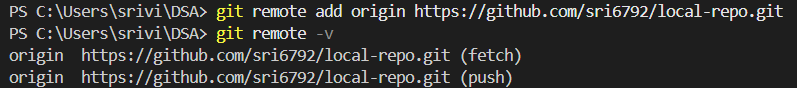 PS C:\Users\srivi\DSA> git remote add origin https://github.com/sri6792/local-repo.git
PS C:\Users\srivi\DSA> git remote -v
origin  https://github.com/sri6792/local-repo.git (fetch)
origin  https://github.com/sri6792/local-repo.git (push)